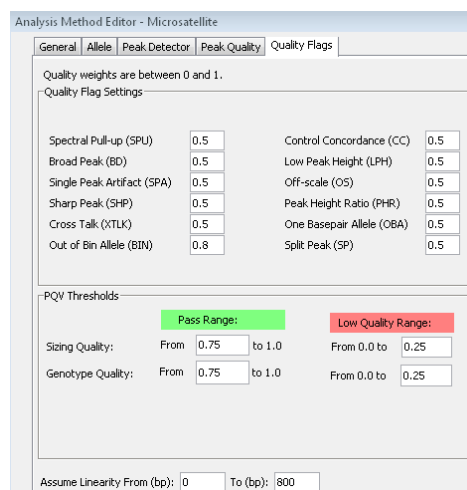 Analysis Method Editor - Microsatellite
General Allele Peak Detector Peak Quality Quality Flags
Quality weights are between 0 and 1.
Quality Flag Settings
Spectral Pull-up (SPU) 0.5 Control Concordance (CC) 0.5
Broad Peak (BD) 0.5 Low Peak Height (LPH) 0.5
Single Peak Artifact (SPA) 0.5 Off-scale (OS) 0.5
Sharp Peak (SHP) 0.5 Peak Height Ratio (PHR) 0.5
Cross Talk (XTLK) 0.5 One Basepair Allele (OBA) 0.5
Out of Bin Allele (BIN) 0.8 Split Peak (SP) 0.5
PQV Thresholds
Pass Range: Low Quality Range:
Sizing Quality: From 0.75 to 1.0 From 0.0 to 0.25
Genotype Quality: From 0.75 to 1.0 From 0.0 to 0.25
Assume Linearity From (bp): 0 To (bp): 800